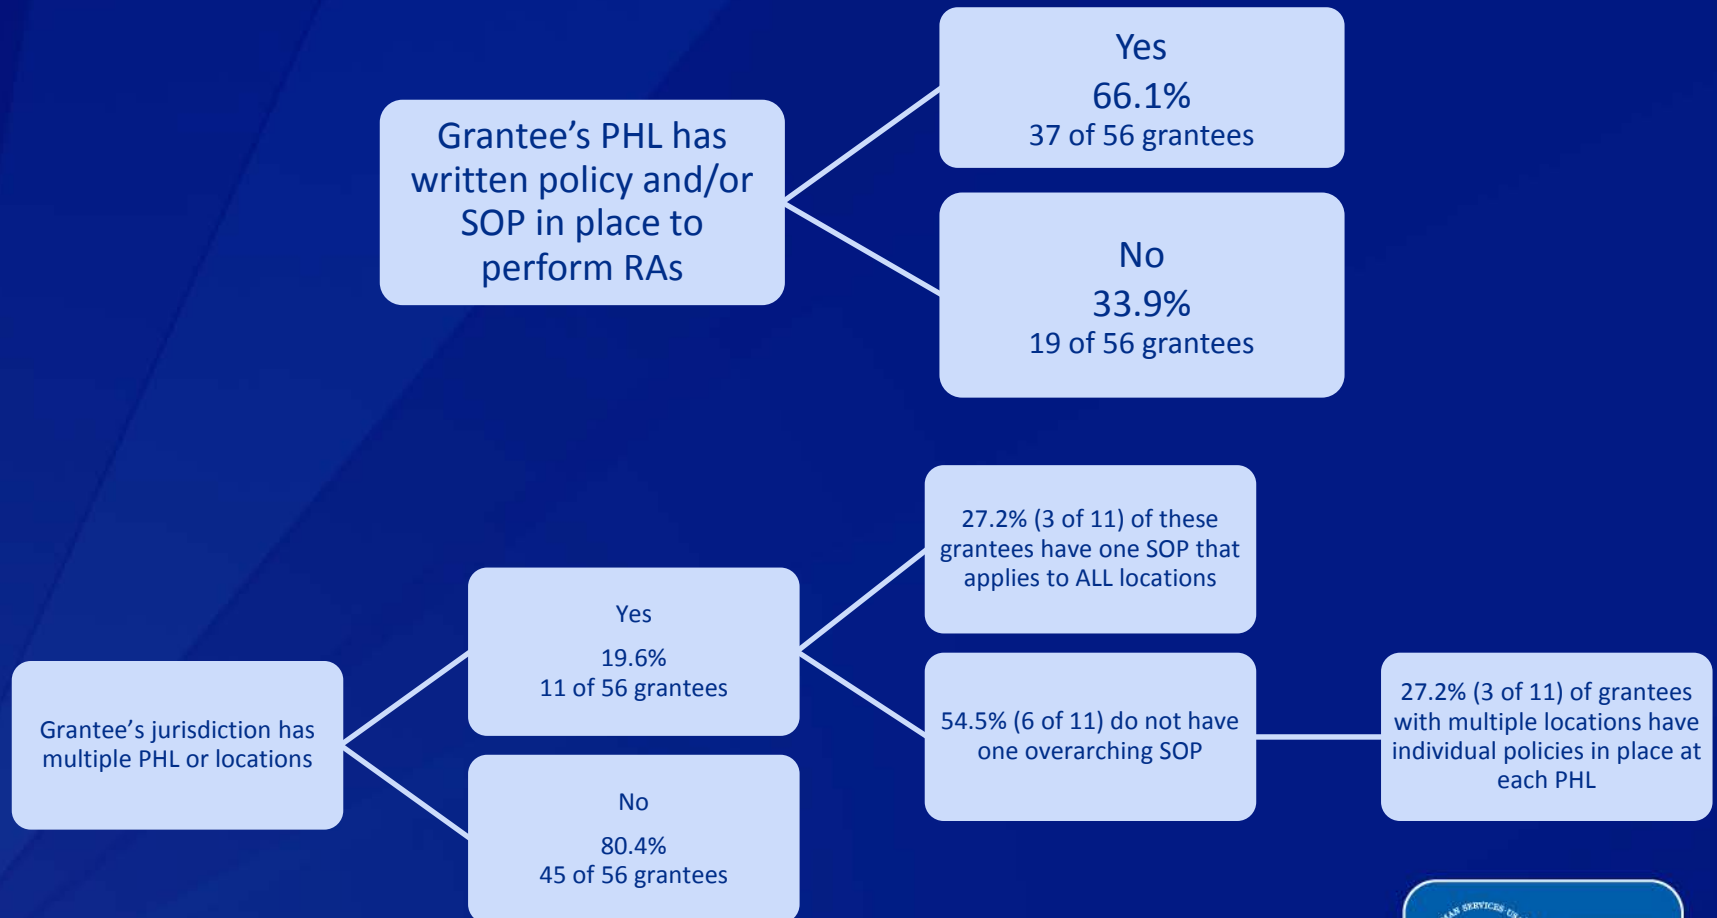 Grantee’s PHL has
written policy and/or
SOP in place to
perform RAs
Yes
66.1%
37 of 56 grantees
No
33.9%
19 of 56 grantees
Grantee’s jurisdiction has
multiple PHL or locations
Yes
19.6%
11 of 56 grantees
No
80.4%
45 of 56 grantees
27.2% (3 of 11) of these
grantees have one SOP that
applies to ALL locations
54.5% (6 of 11) do not have
one overarching SOP
27.2% (3 of 11) of grantees
with multiple locations have
individual policies in place at
each PHL
SERVICES